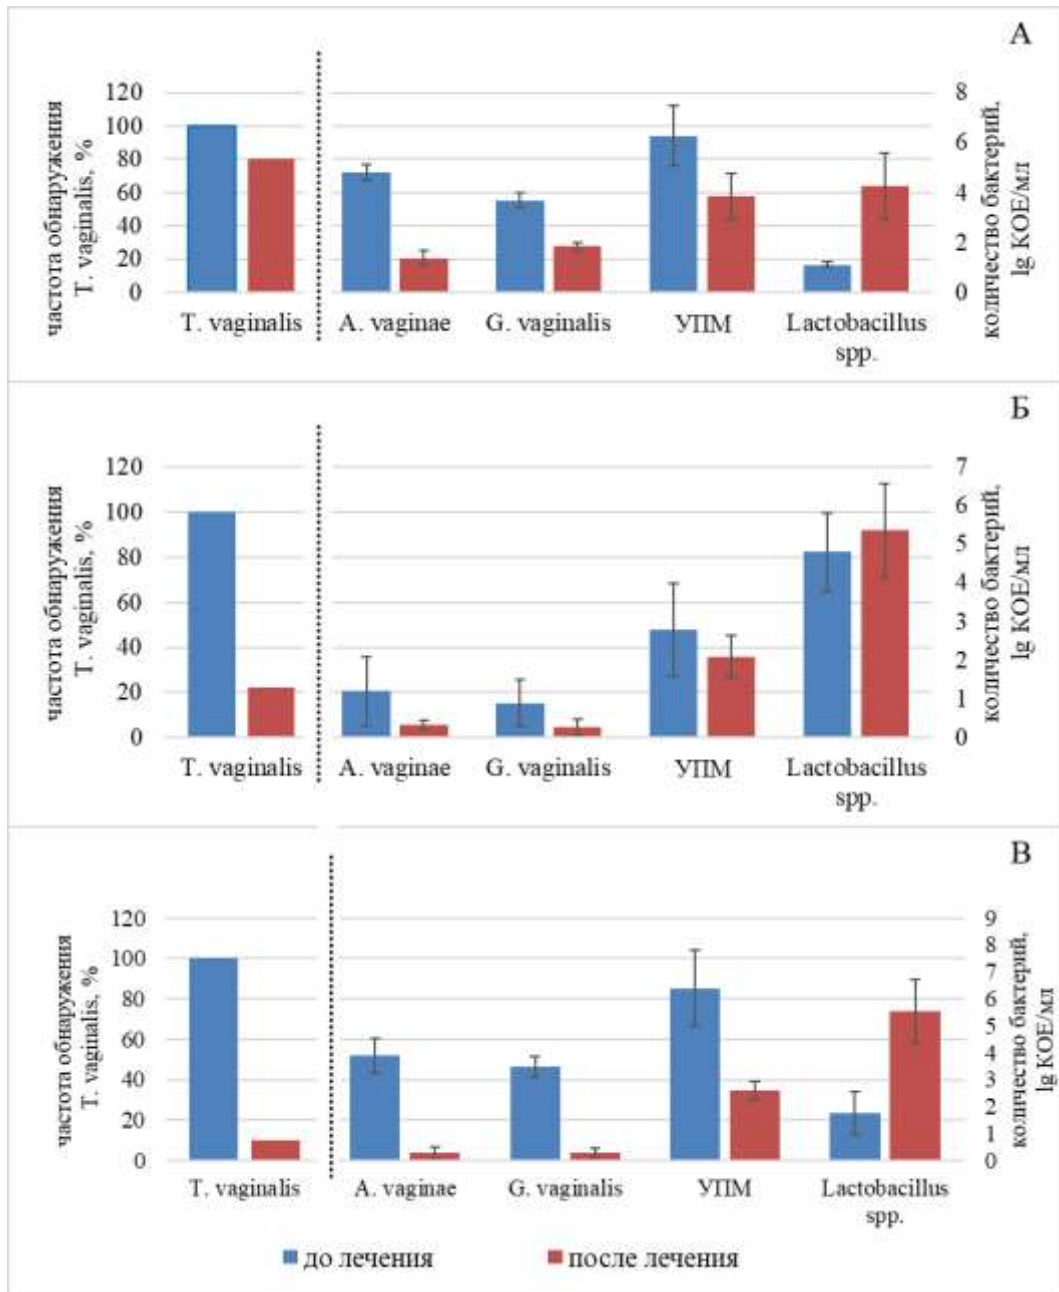 А
частота обнаружения
T. vaginalis, %
120
100
80
60
40
20
0
8
6
4
2
0
количество бактерий,
lg КОЕ/мл
T. vaginalis
A. vaginae
G. vaginalis
УПМ
Lactobacillus
spp.
Б
частота обнаружения
T. vaginalis, %
120
100
80
60
40
20
0
7
6
5
4
3
2
1
0
количество бактерий,
lg КОЕ/мл
T. vaginalis
A. vaginae
G. vaginalis
УПМ
Lactobacillus
spp.
В
частота обнаружения
T. vaginalis, %
120
100
80
60
40
20
0
9
8
7
6
5
4
3
2
1
0
количество бактерий,
lg КОЕ/мл
T. vaginalis
A. vaginae
G. vaginalis
УПМ
Lactobacillus
spp.
до лечения
после лечения